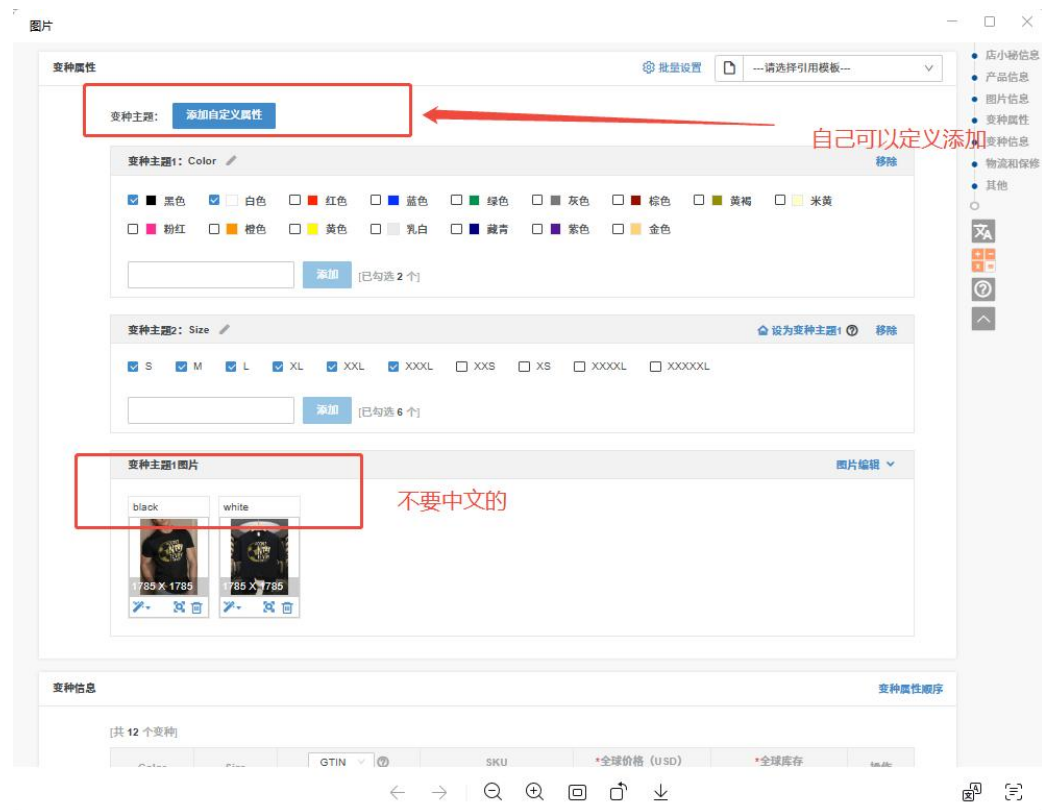 图片
变种属性
批量设置
---请选择引用模板---
店小秘信息
产品信息
图片信息
变种属性
变种信息
物流和保修
其他
变种主题:
添加自定义属性
自己可以定义添加
变种主题1: Color
移除
黑色 白色 红色 蓝色 绿色 灰色 棕色 黄褐 米黄
粉红 橙色 黄色 乳白 藏青 紫色 金色
添加 [已勾选 2 个]
变种主题2: Size
设为变种主题1
移除
S M L XL XXL XXXL XXS XS XXXXL XXXXXL
添加 [已勾选 6 个]
变种主题1图片
图片编辑
不要中文的
black white
1785 X 1785 1785 X 1785
变种信息
变种属性顺序
[共 12 个变种]
Color Size GTIN SKU *全球价格（USD） *全球库存 操作